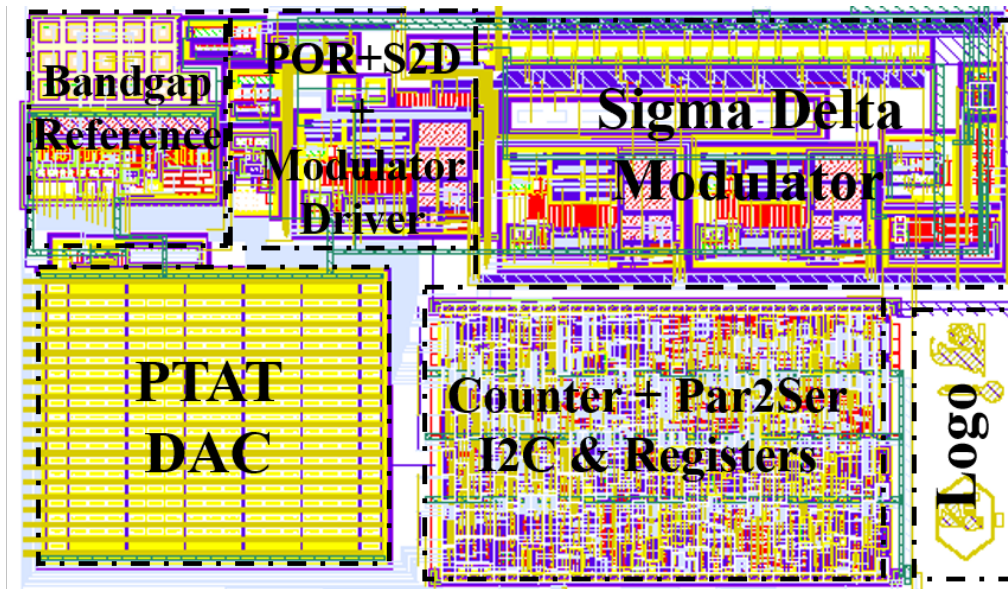 Bandgap
Reference
POR+S2D
+
Modulator
Driver
Sigma Delta
Modulator
PTAT
DAC
Counter + Par2Ser
I2C & Registers
Logo